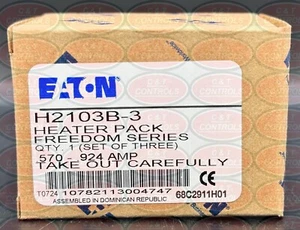 EATON
H2103B-3
HEATER PACK
FREEDOM SERIES
QTY. 1 (SET OF THREE)
.570 - .924 AMP
TAKE OUT CAREFULLY
T0724 10782113004747
68C2911H01
ASSEMBLED IN DOMINICAN REPUBLIC
CE